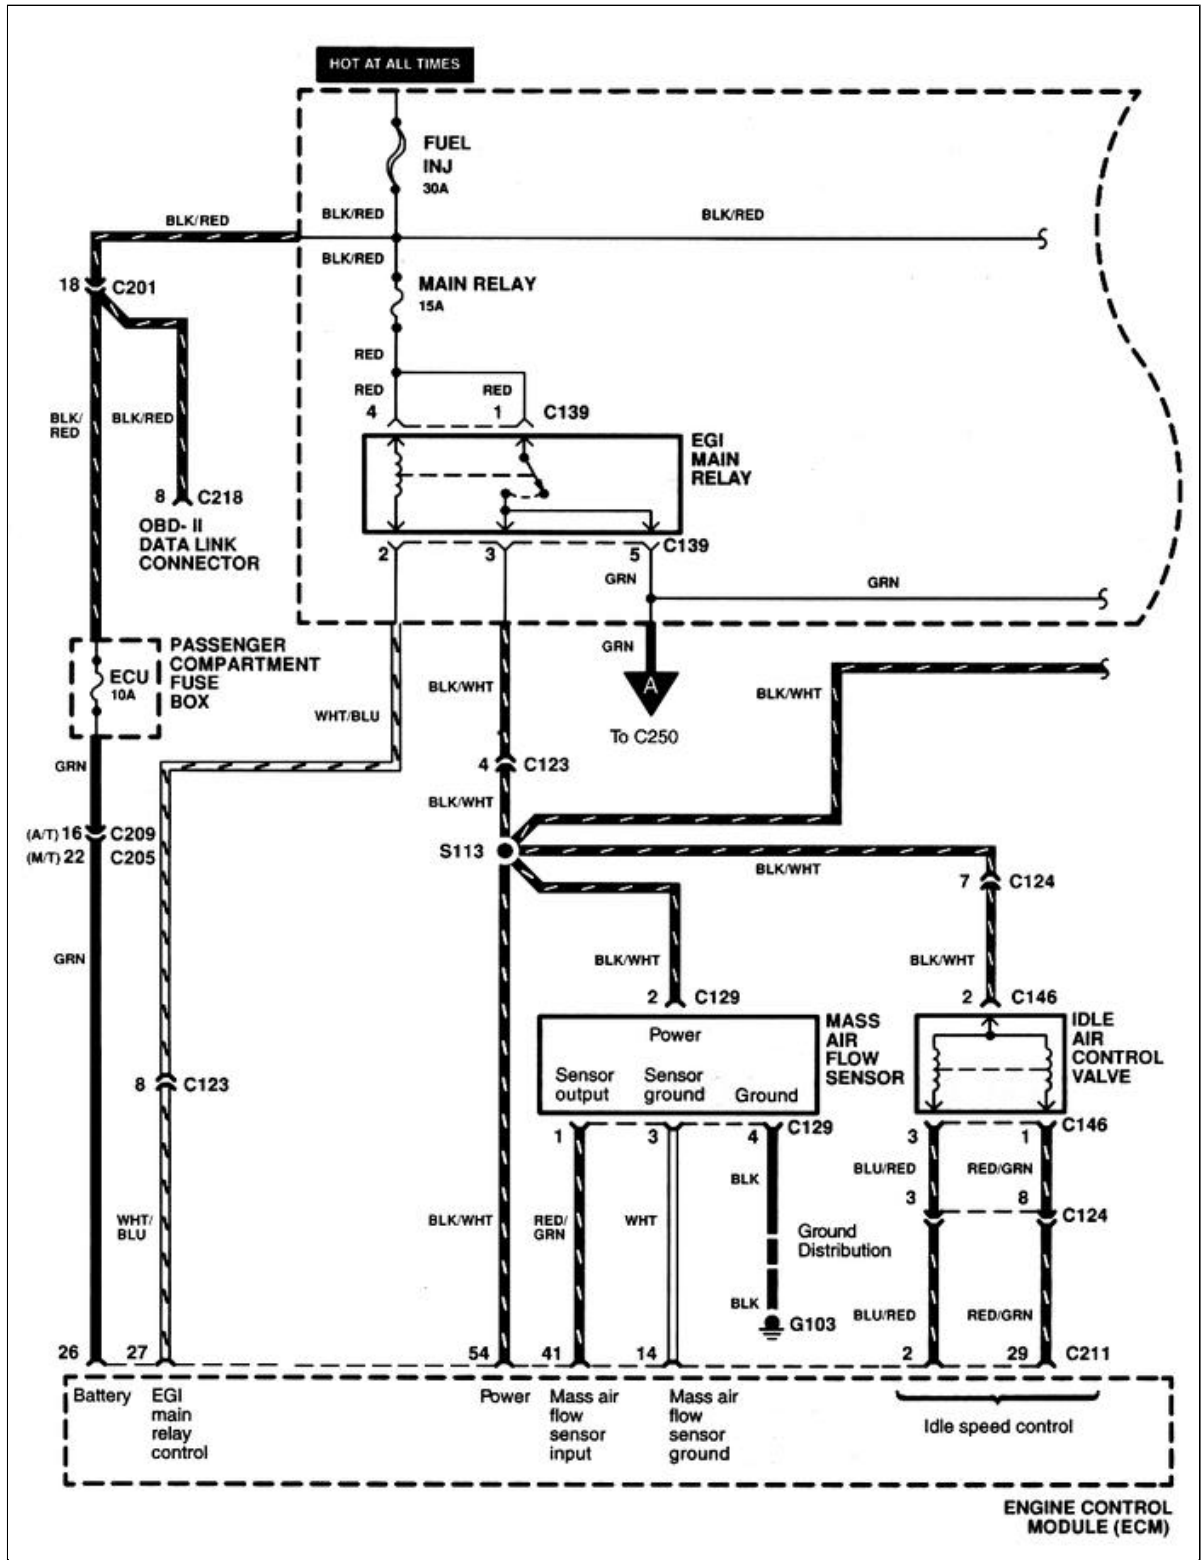 HOT AT ALL TIMES
FUEL
INJ
30A
BLK/RED
BLK/RED
BLK/RED
BLK/RED
MAIN RELAY
15A
18
C201
RED
RED
RED
4
1
C139
BLK/
RED
BLK/RED
EGI
MAIN
RELAY
8
C218
OBD- II
DATA LINK
CONNECTOR
2
3
5
C139
GRN
GRN
PASSENGER
COMPARTMENT
FUSE
BOX
ECU
10A
GRN
A
To C250
BLK/WHT
BLK/WHT
WHT/BLU
GRN
4
C123
BLK/WHT
(A/T) 16
C209
(M/T) 22
C205
S113
BLK/WHT
7
C124
GRN
BLK/WHT
BLK/WHT
2
C129
2
C146
MASS
AIR
FLOW
SENSOR
Power
Sensor
output
Sensor
ground
Ground
IDLE
AIR
CONTROL
VALVE
8
C123
1
3
4
C129
3
1
C146
BLK
BLU/RED
RED/GRN
3
8
C124
WHT/
BLU
BLK/WHT
RED/
GRN
WHT
Ground
Distribution
BLK
G103
BLU/RED
RED/GRN
26
27
54
41
14
2
29
C211
Battery
EGI
main
relay
control
Power
Mass air
flow
sensor
input
Mass air
flow
sensor
ground
Idle speed control
ENGINE CONTROL
MODULE (ECM)